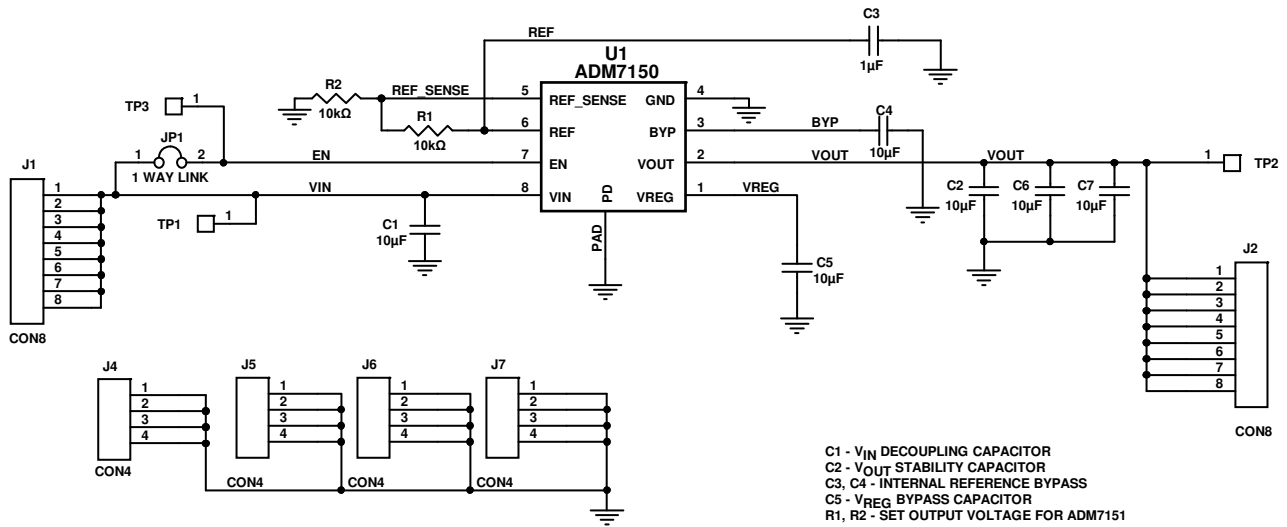 REF
C3
1µF
U1
ADM7150
R2
10kΩ
REF_SENSE
5
REF_SENSE
GND
4
TP3
1
R1
10kΩ
6
REF
BYP
3
BYP
C4
10µF
JP1
1
2
1 WAY LINK
EN
7
EN
VOUT
2
VOUT
VOUT
1
TP2
J1
VIN
8
VIN
PD
VREG
1
VREG
TP1
1
C1
10µF
C2
10µF
C6
10µF
C7
10µF
1
2
3
4
5
6
7
8
CON8
PAD
C5
10µF
J2
1
2
3
4
5
6
7
8
CON8
J4
1
2
3
4
CON4
J5
1
2
3
4
CON4
J6
1
2
3
4
CON4
J7
1
2
3
4
CON4
C1 - VIN DECOUPLING CAPACITOR
C2 - VOUT STABILITY CAPACITOR
C3, C4 - INTERNAL REFERENCE BYPASS
C5 - VREG BYPASS CAPACITOR
R1, R2 - SET OUTPUT VOLTAGE FOR ADM7151